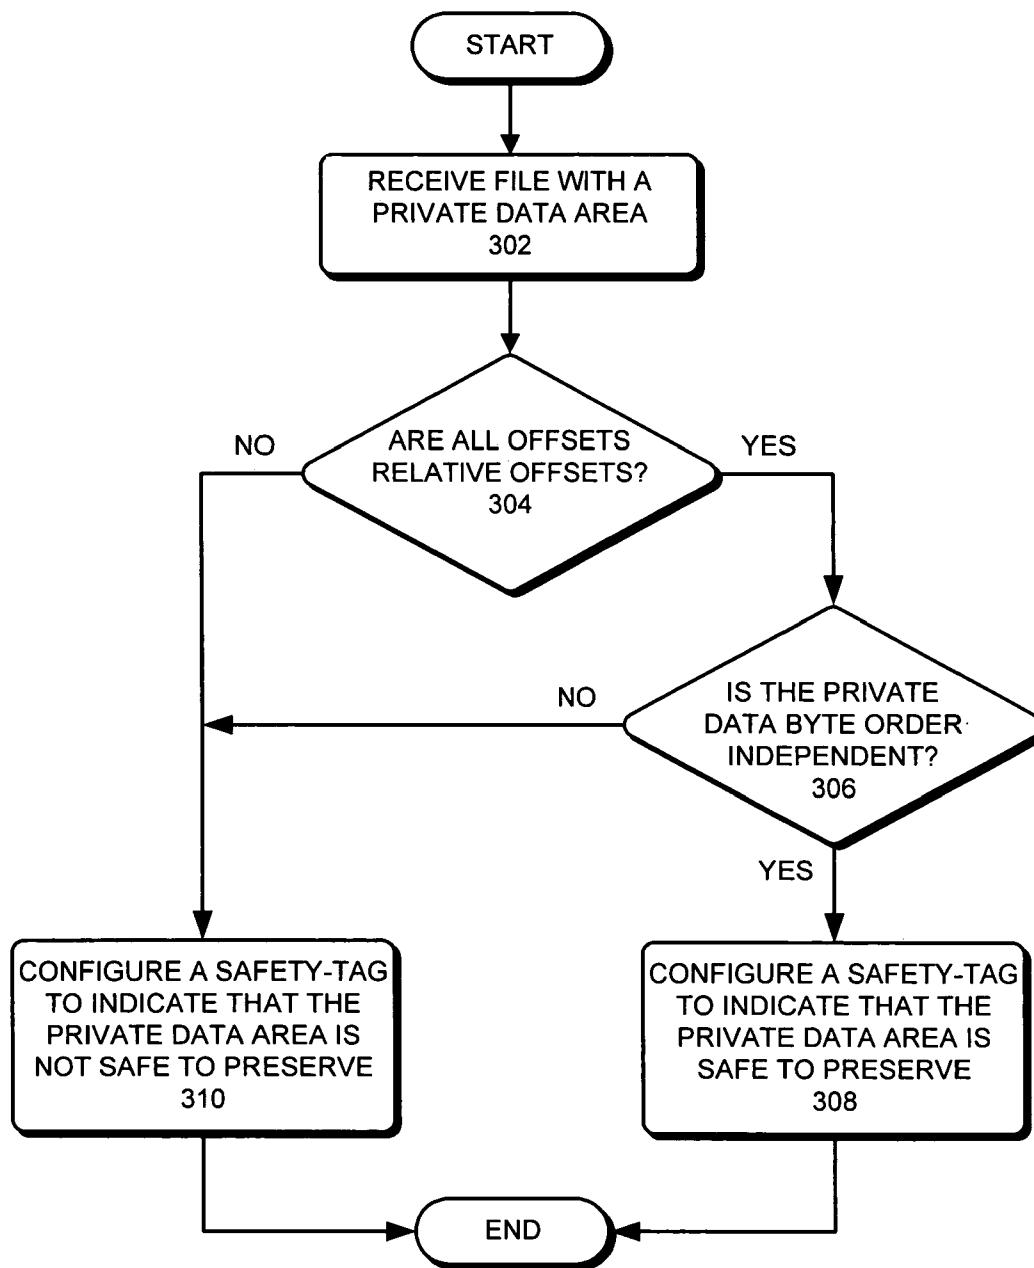 START
RECEIVE FILE WITH A
PRIVATE DATA AREA
302
ARE ALL OFFSETS
RELATIVE OFFSETS?
304
NO
YES
IS THE PRIVATE
DATA BYTE ORDER
INDEPENDENT?
306
NO
YES
CONFIGURE A SAFETY-TAG
TO INDICATE THAT THE
PRIVATE DATA AREA IS
NOT SAFE TO PRESERVE
310
CONFIGURE A SAFETY-TAG
TO INDICATE THAT THE
PRIVATE DATA AREA IS
SAFE TO PRESERVE
308
END